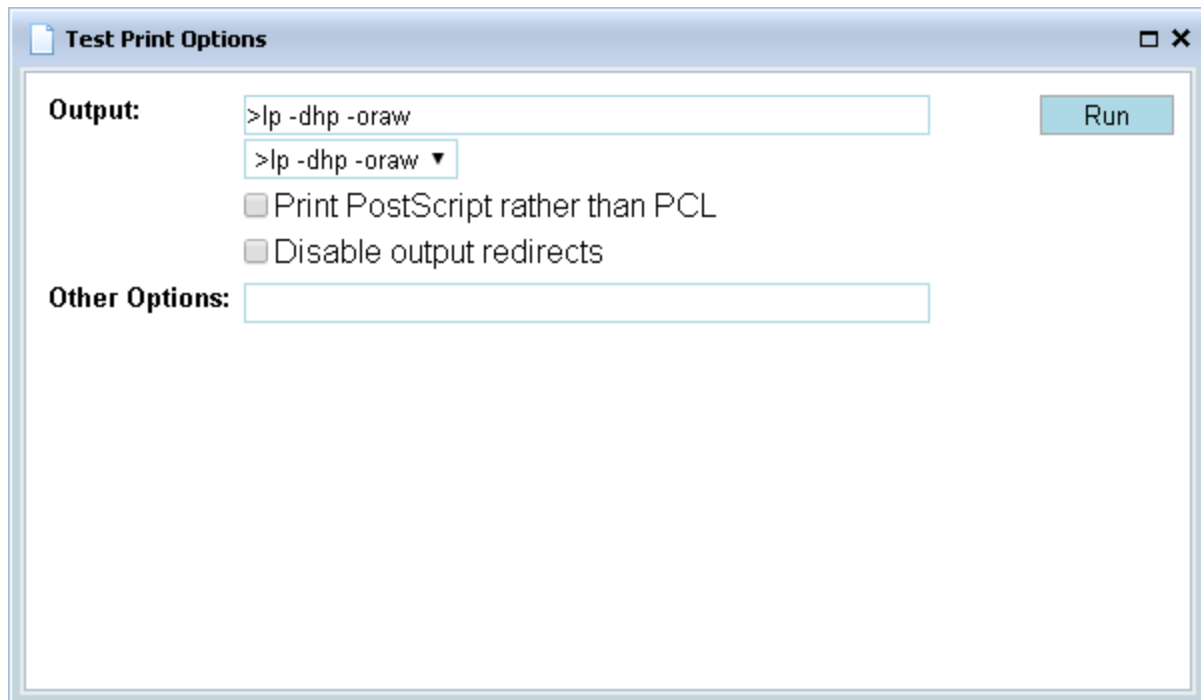 Test Print Options
Output: >lp -dhp -oraw Run
>lp -dhp -oraw
Print PostScript rather than PCL
Disable output redirects
Other Options: